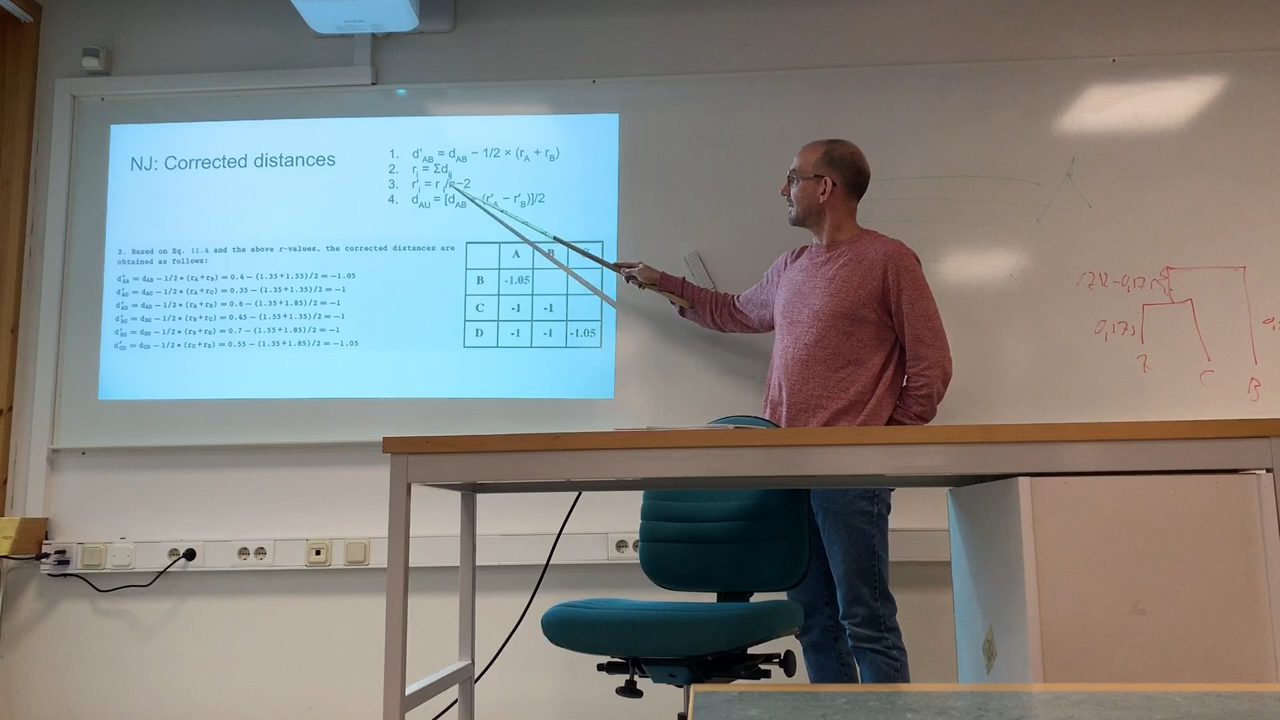 EPSON
NJ: Corrected distances
1. d'AB = dAB − 1/2 × (rA + rB)
2. ri = Σdij
3. r'i = r /n−2
4. dAU = [dAB (r'A − r'B)]/2
2. Based on Eq. 11.4 and the above r-values, the corrected distances are
obtained as follows:
d'AB = dAB − 1/2 * (rA+rB) = 0.4 − (1.35+1.55)/2 = −1.05
d'AC = dAC − 1/2 * (rA+rC) = 0.35 − (1.35+1.35)/2 = −1
d'AD = dAD − 1/2 * (rA+rD) = 0.6 − (1.35+1.85)/2 = −1
d'BC = dBC − 1/2 * (rB+rC) = 0.45 − (1.55+1.35)/2 = −1
d'BD = dBD − 1/2 * (rB+rD) = 0.7 − (1.55+1.85)/2 = −1
d'CD = dCD − 1/2 * (rC+rD) = 0.55 − (1.35+1.85)/2 = −1.05
A B
B -1.05
C -1 -1
D -1 -1 -1.05
0,175
C
B